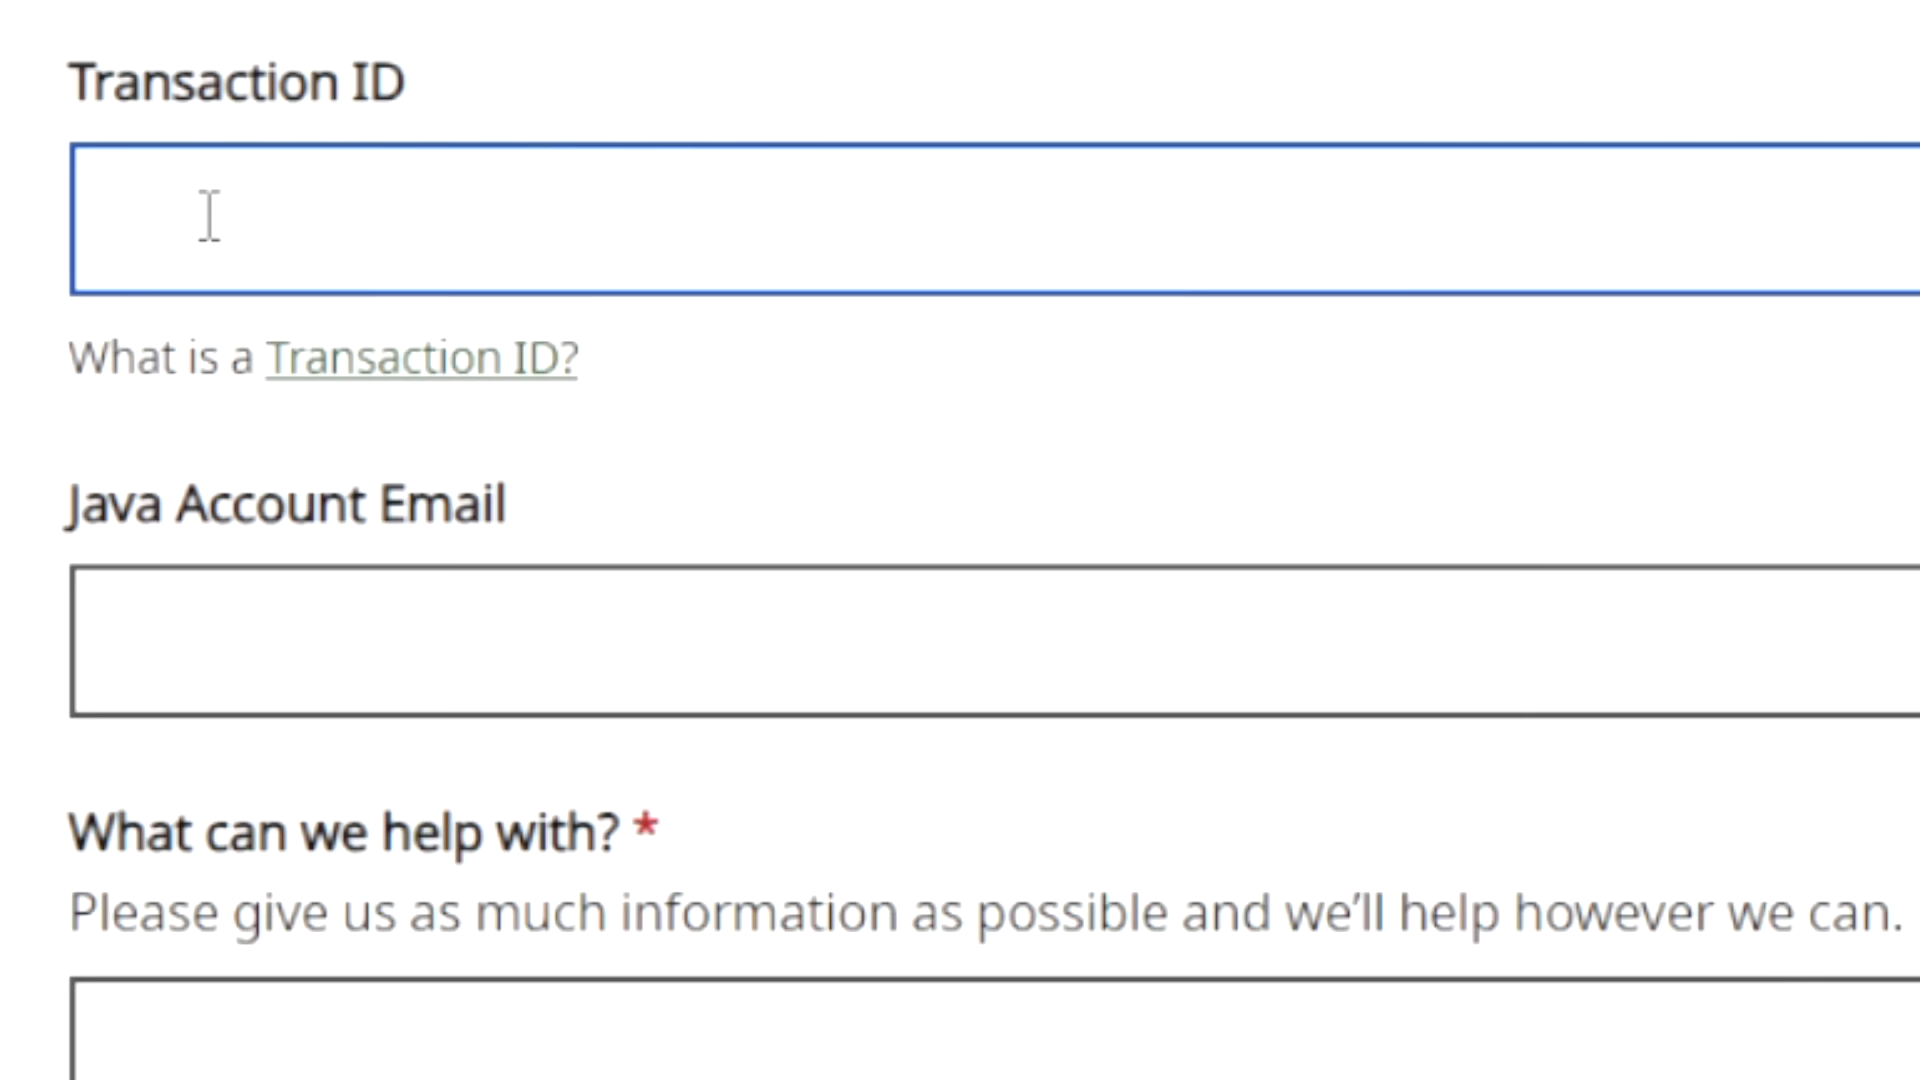 Transaction ID
What is a Transaction ID?
Java Account Email
What can we help with? *
Please give us as much information as possible and we’ll help however we can.